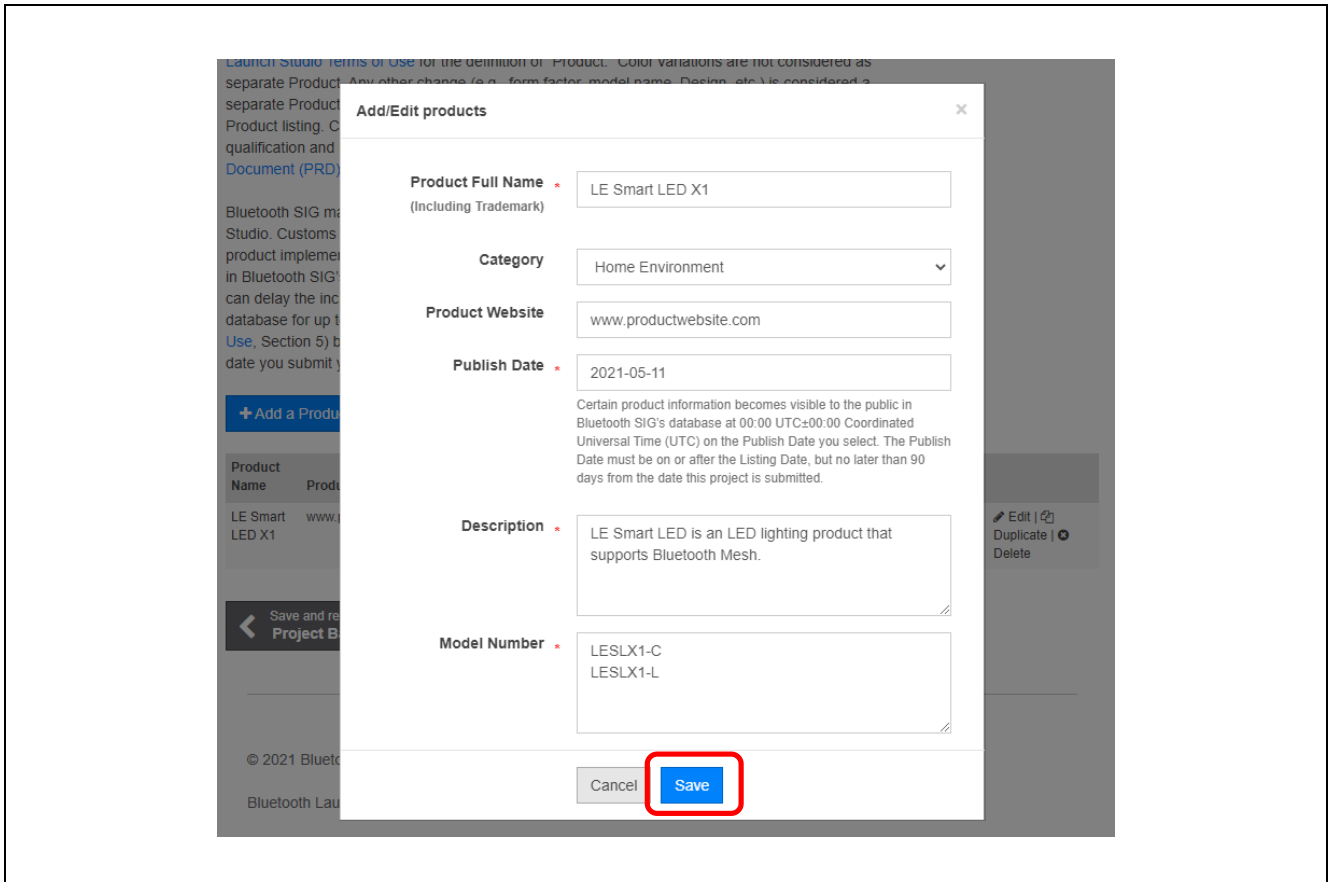 Launch Studio Terms of Use for the definition of "Product." Color variations are not considered as
separate Product. Any other change (e.g., form factor, model name, Design, etc.) is considered a
separate Product
Product listing. C
qualification and
Document (PRD)
Bluetooth SIG ma
Studio. Customs
product implemen
in Bluetooth SIG'
can delay the inc
database for up t
Use, Section 5) b
date you submit y
+ Add a Produ
Product
Name Produ
LE Smart www.p
LED X1
Edit |
Duplicate |
Delete
Save and re
Project Ba
© 2021 Blueto
Bluetooth Lau
Add/Edit products ×
Product Full Name *
(Including Trademark)
LE Smart LED X1
Category
Home Environment
Product Website
www.productwebsite.com
Publish Date *
2021-05-11
Certain product information becomes visible to the public in
Bluetooth SIG's database at 00:00 UTC±00:00 Coordinated
Universal Time (UTC) on the Publish Date you select. The Publish
Date must be on or after the Listing Date, but no later than 90
days from the date this project is submitted.
Description *
LE Smart LED is an LED lighting product that
supports Bluetooth Mesh.
Model Number *
LESLX1-C
LESLX1-L
Cancel
Save